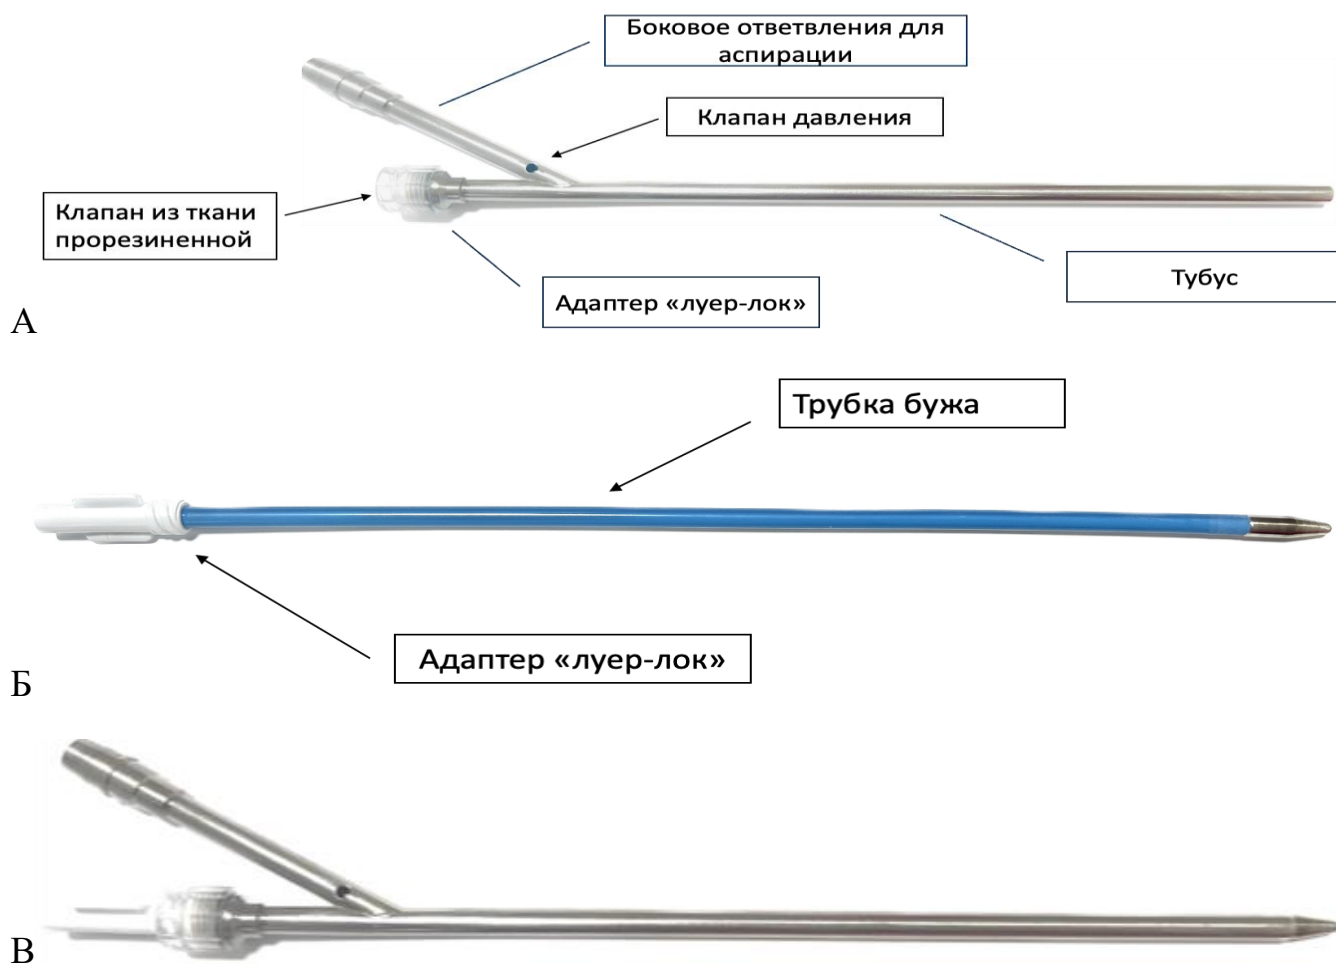 Боковое ответвления для
аспирации
Клапан давления
Клапан из ткани
прорезиненной
Адаптер «луер-лок»
Тубус
А
Трубка бужа
Адаптер «луер-лок»
Б
В